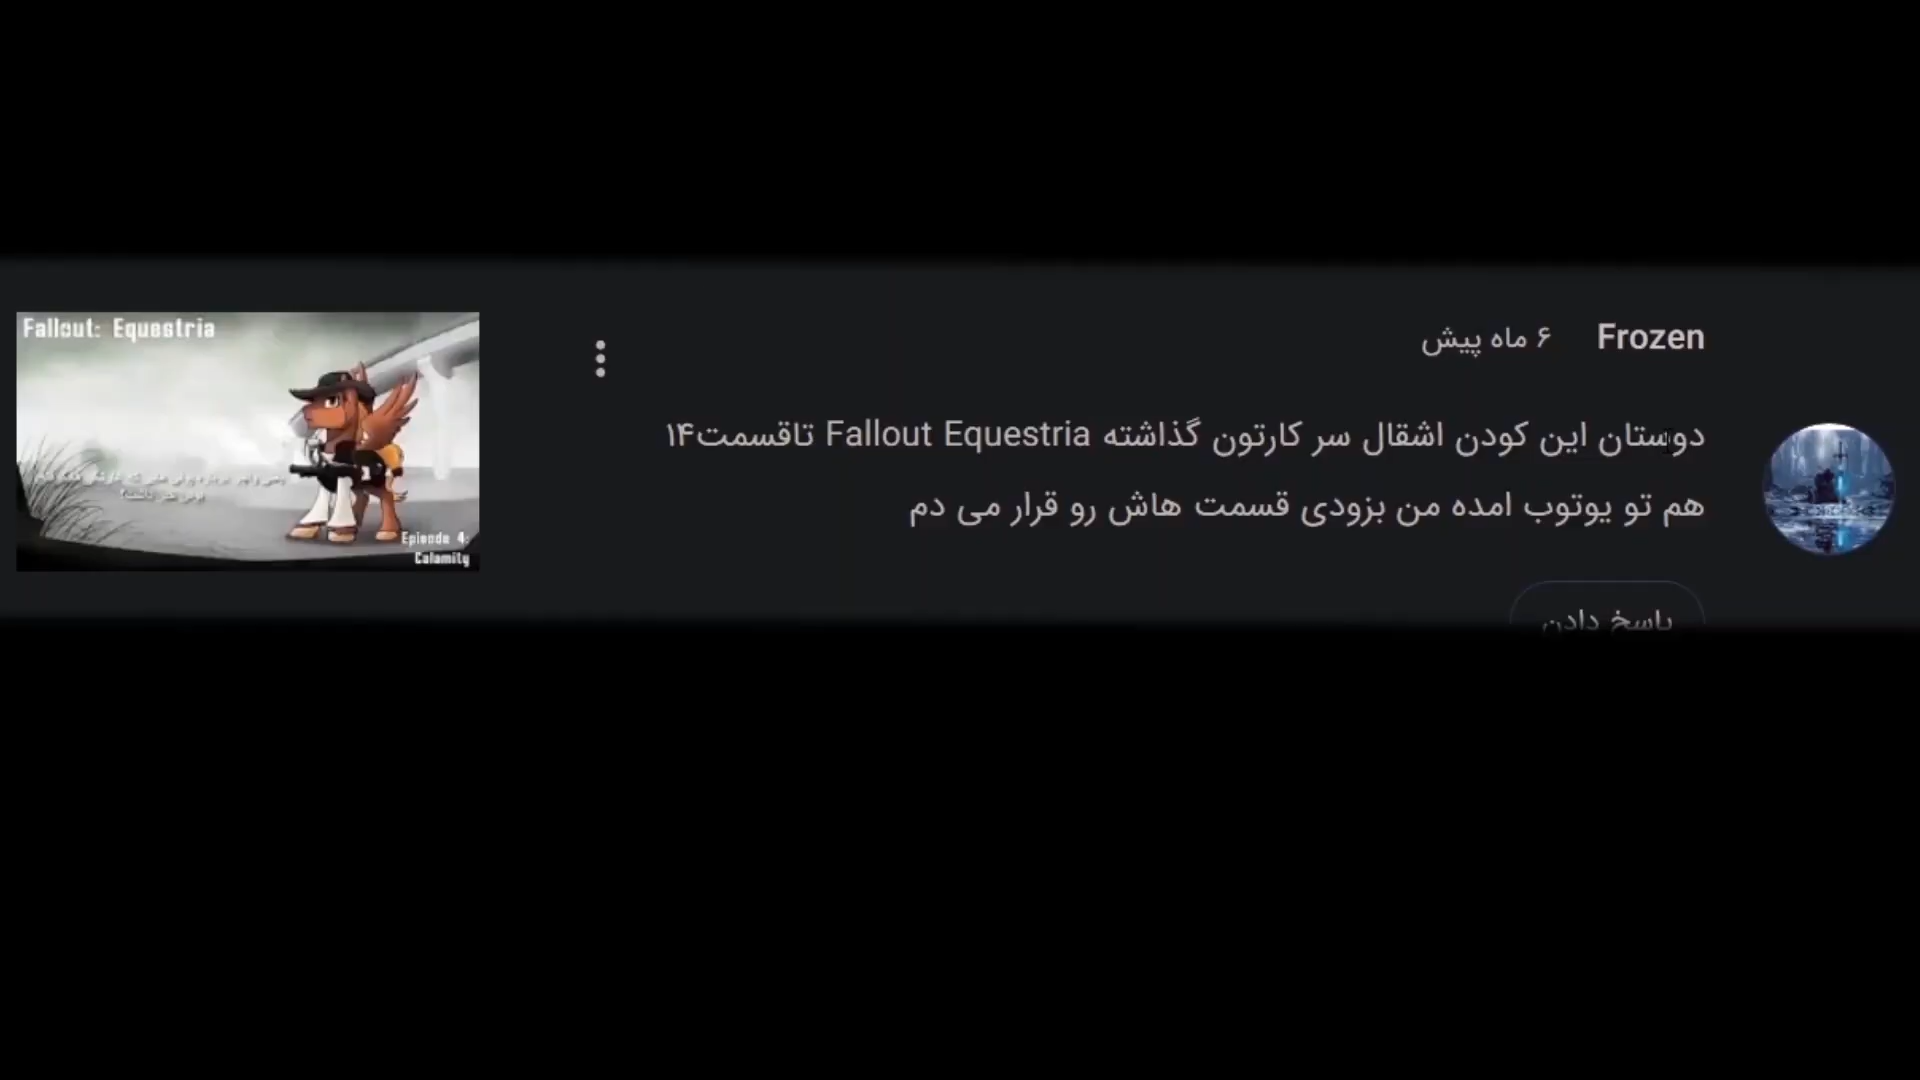 Frozen ۶ ماه پیش
دوستان این کودن اشقال سر کارتون گذاشته Fallout Equestria تاقسمت۱۴
هم تو یوتوب امده من بزودی قسمت هاش رو قرار می دم
پاسخ دادن
Fallout: Equestria
Episode 4:
Calamity